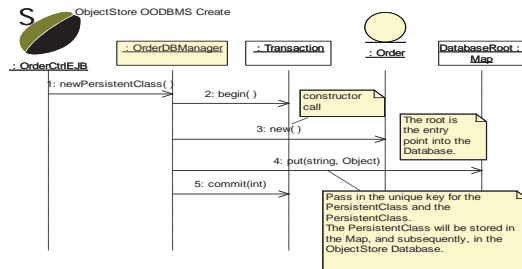 S
ObjectStore OODBMS Create
: OrderCtrlEJB
: OrderDBManager
: Transaction
: Order
DatabaseRoot :
Map
1: newPersistentClass( )
2: begin( )
constructor
call
3: new( )
The root is
the entry
point into the
Database.
4: put(string, Object)
5: commit(int)
Pass in the unique key for the
PersistentClass and the
PersistentClass.
The PersistentClass will be stored in
the Map, and subsequently, in the
ObjectStore Database.